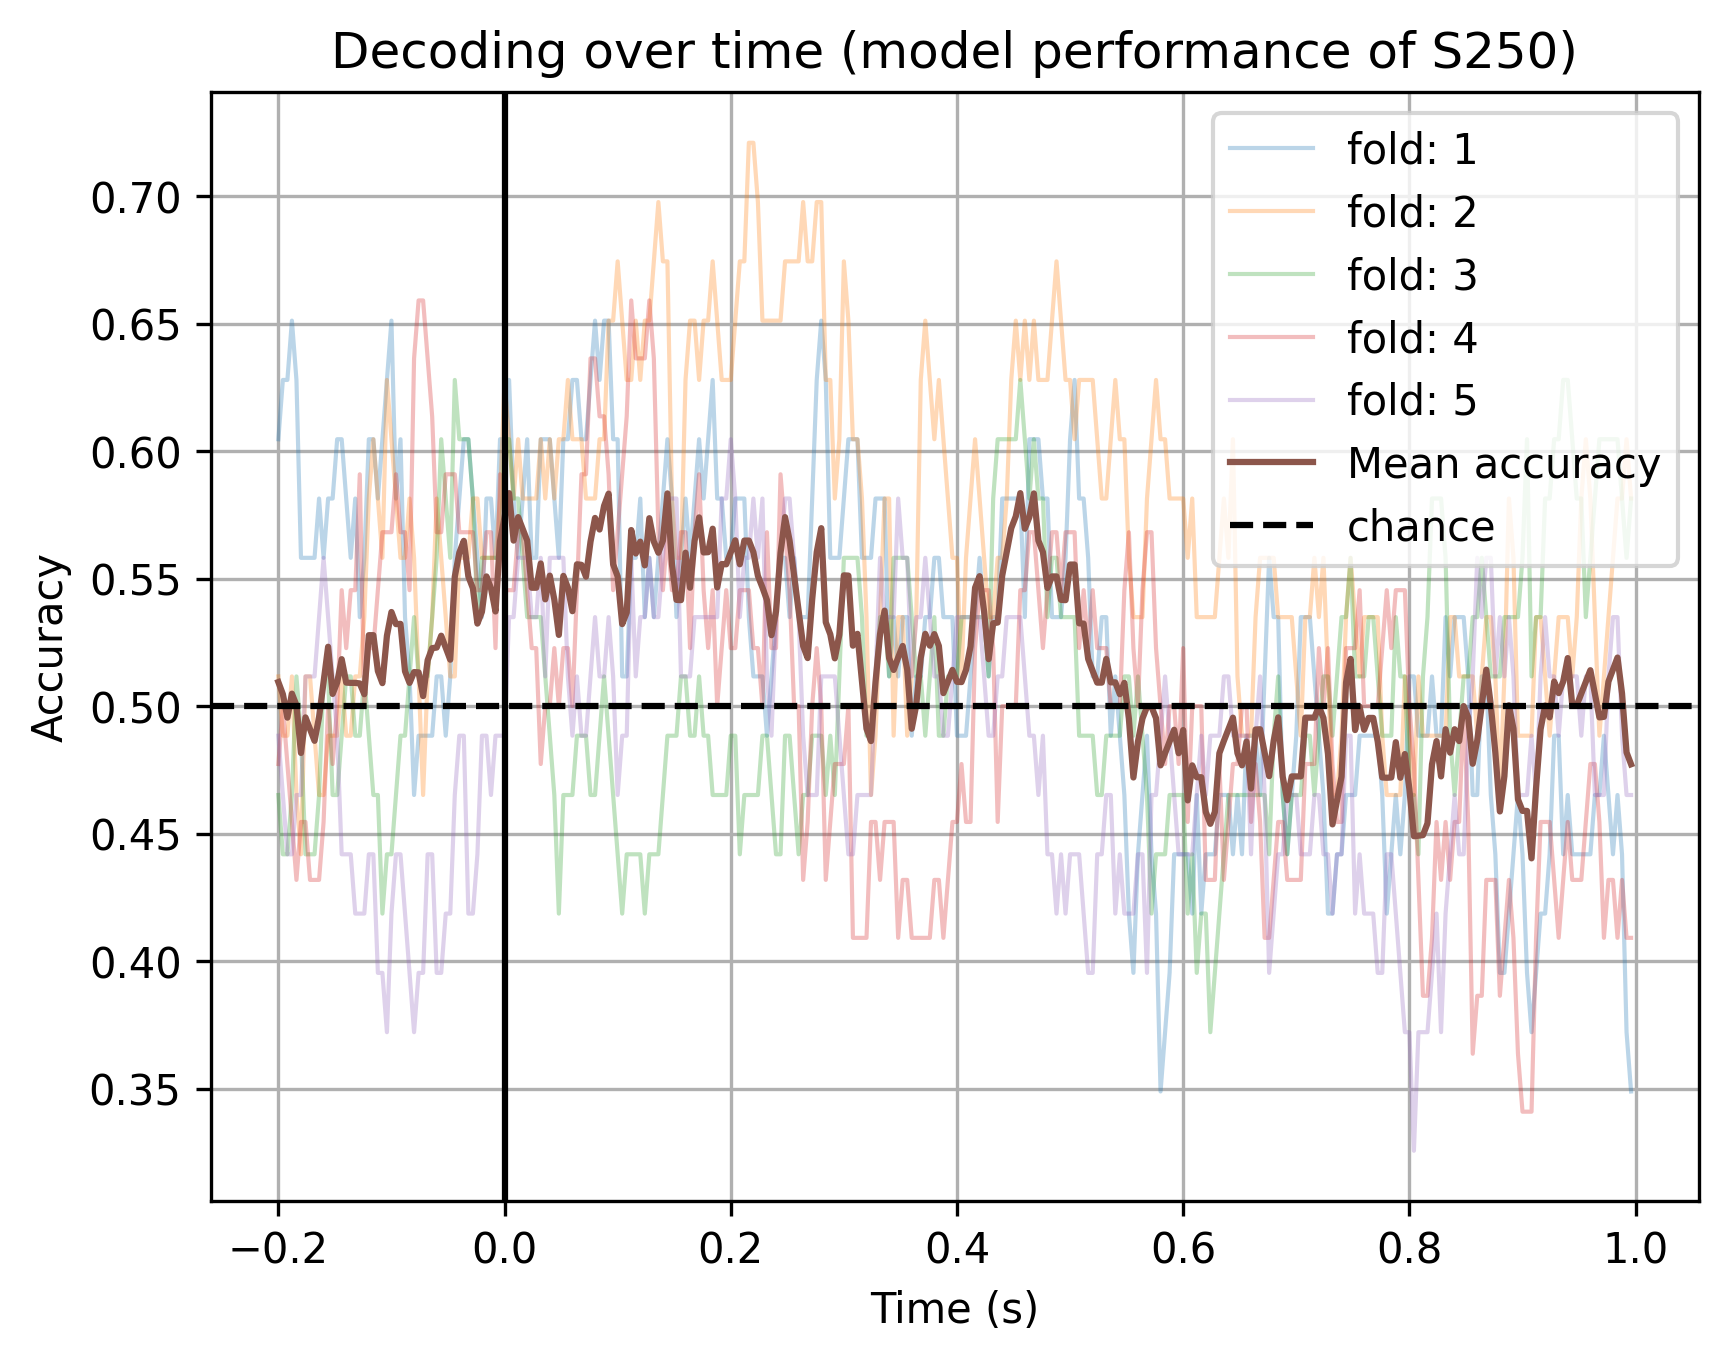 Decoding over time (model performance of S250)
fold: 1
fold: 2
fold: 3
fold: 4
fold: 5
Mean accuracy
chance
Accuracy
0.70
0.65
0.60
0.55
0.50
0.45
0.40
0.35
−0.2 0.0 0.2 0.4 0.6 0.8 1.0
Time (s)